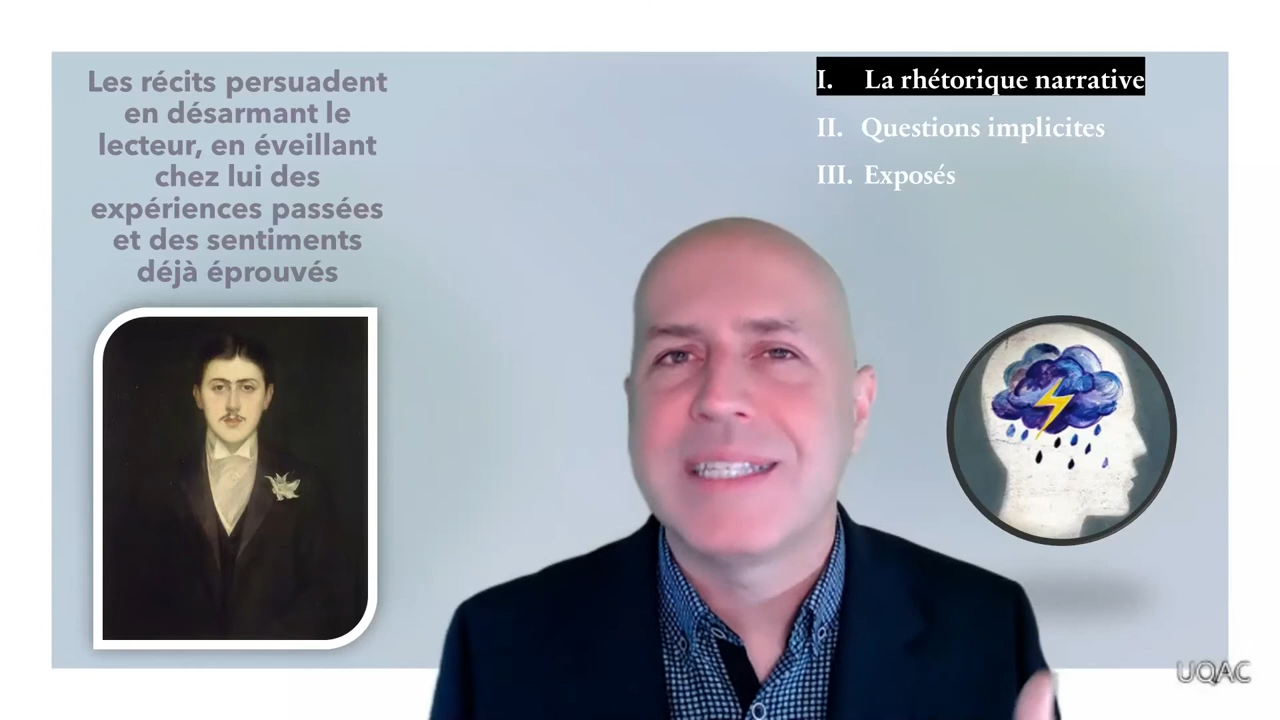 Les récits persuadent
en désarmant le
lecteur, en éveillant
chez lui des
expériences passées
et des sentiments
déjà éprouvés
I. La rhétorique narrative
II. Questions implicites
III. Exposés
UQAC